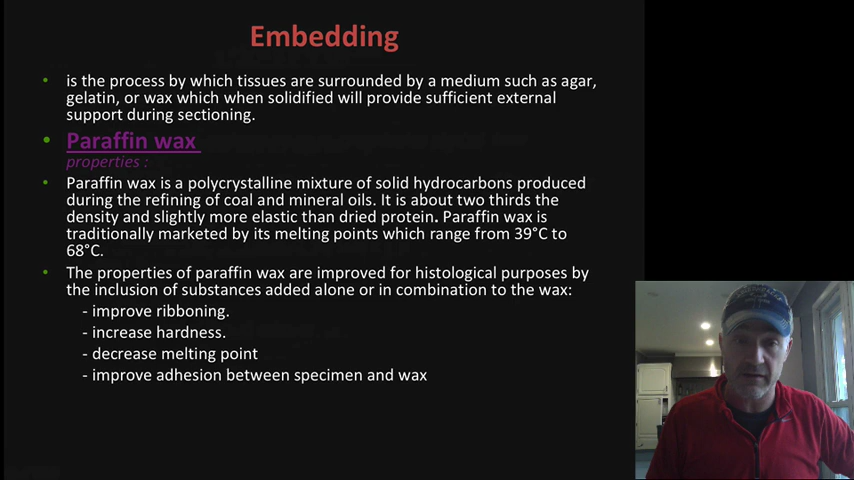 Embedding
• is the process by which tissues are surrounded by a medium such as agar,
gelatin, or wax which when solidified will provide sufficient external
support during sectioning.
• Paraffin wax
properties :
• Paraffin wax is a polycrystalline mixture of solid hydrocarbons produced
during the refining of coal and mineral oils. It is about two thirds the
density and slightly more elastic than dried protein. Paraffin wax is
traditionally marketed by its melting points which range from 39°C to
68°C.
• The properties of paraffin wax are improved for histological purposes by
the inclusion of substances added alone or in combination to the wax:
- improve ribboning.
- increase hardness.
- decrease melting point
- improve adhesion between specimen and wax